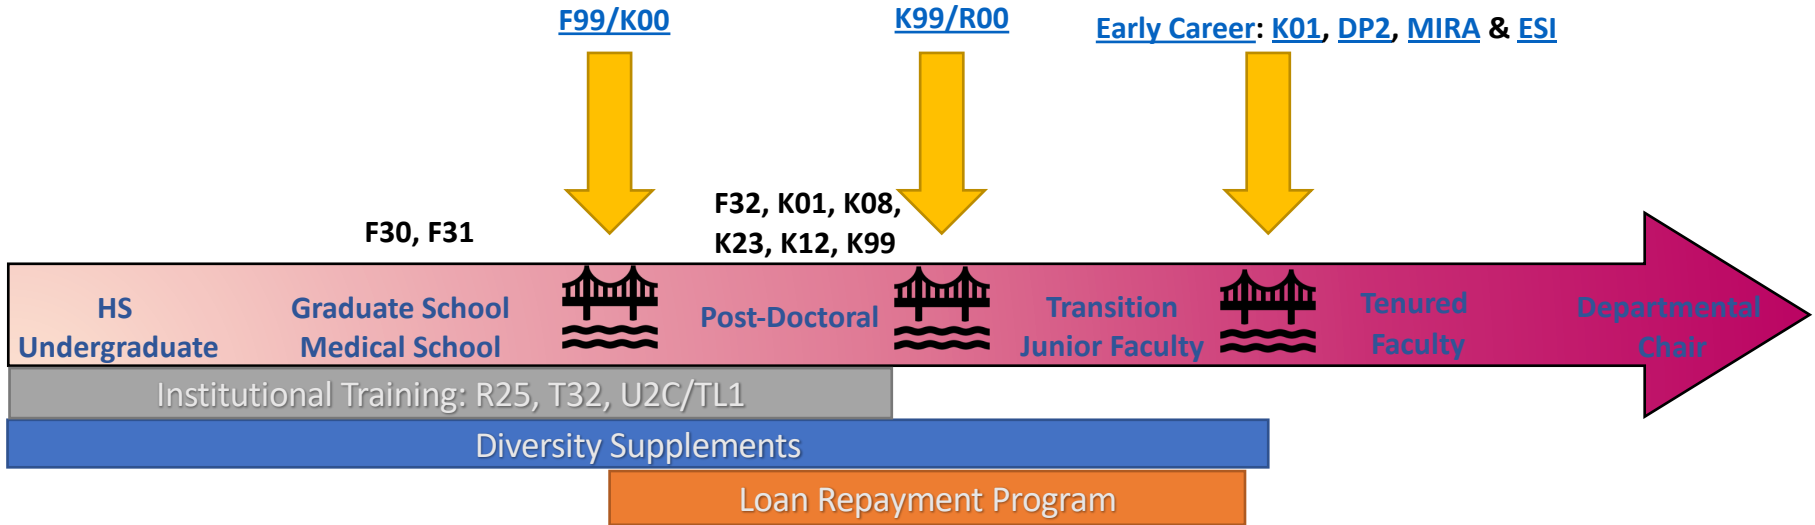 F99/K00
K99/R00
Early Career: K01, DP2, MIRA & ESI
F30, F31
F32, K01, K08,
K23, K12, K99
HS
Undergraduate
Graduate School
Medical School
Post-Doctoral
Transition
Junior Faculty
Tenured
Faculty
Departmental
Chair
Institutional Training: R25, T32, U2C/TL1
Diversity Supplements
Loan Repayment Program